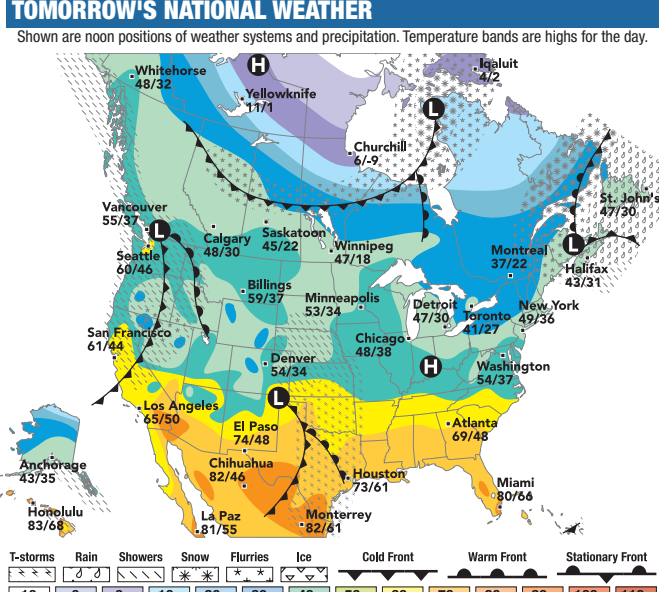 TOMORROW'S NATIONAL WEATHER
Shown are noon positions of weather systems and precipitation. Temperature bands are highs for the day.
H
Iqaluit
4/2
Whitehorse
48/32
Yellowknife
11/1
L
Churchill
6/-9
St. John's
47/30
Vancouver
55/37
L
Seattle
60/46
Calgary
48/30
Saskatoon
45/22
Winnipeg
47/18
Montreal
37/22
L
Halifax
43/31
Billings
59/37
Minneapolis
53/34
Detroit
47/30
Toronto
41/27
New York
49/36
San Francisco
61/44
Chicago
48/38
Denver
54/34
H
Washington
54/37
Los Angeles
65/50
L
El Paso
74/48
Atlanta
69/48
Anchorage
43/35
Chihuahua
82/46
Houston
73/61
Miami
80/66
Honolulu
83/68
La Paz
81/55
Monterrey
82/61
T-storms Rain Showers Snow Flurries Ice Cold Front Warm Front Stationary Front